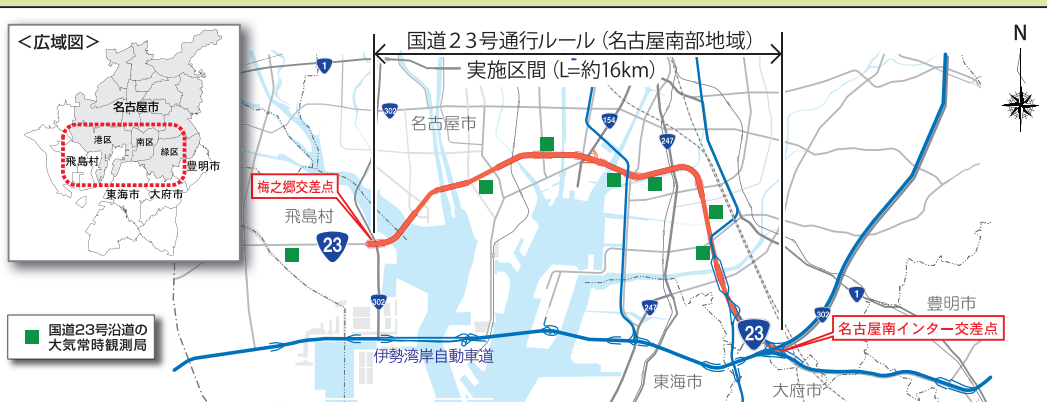 ＜広域図＞
名古屋市
港区
南区
緑区
飛島村
豊明市
東海市
大府市
国道２３号通行ルール（名古屋南部地域）
実施区間（L=約16km）
N
1
302
名古屋市
154
247
梅之郷交差点
飛島村
23
302
247
302
1
豊明市
23
名古屋南インター交差点
国道23号沿道の
大気常時観測局
伊勢湾岸自動車道
東海市
大府市